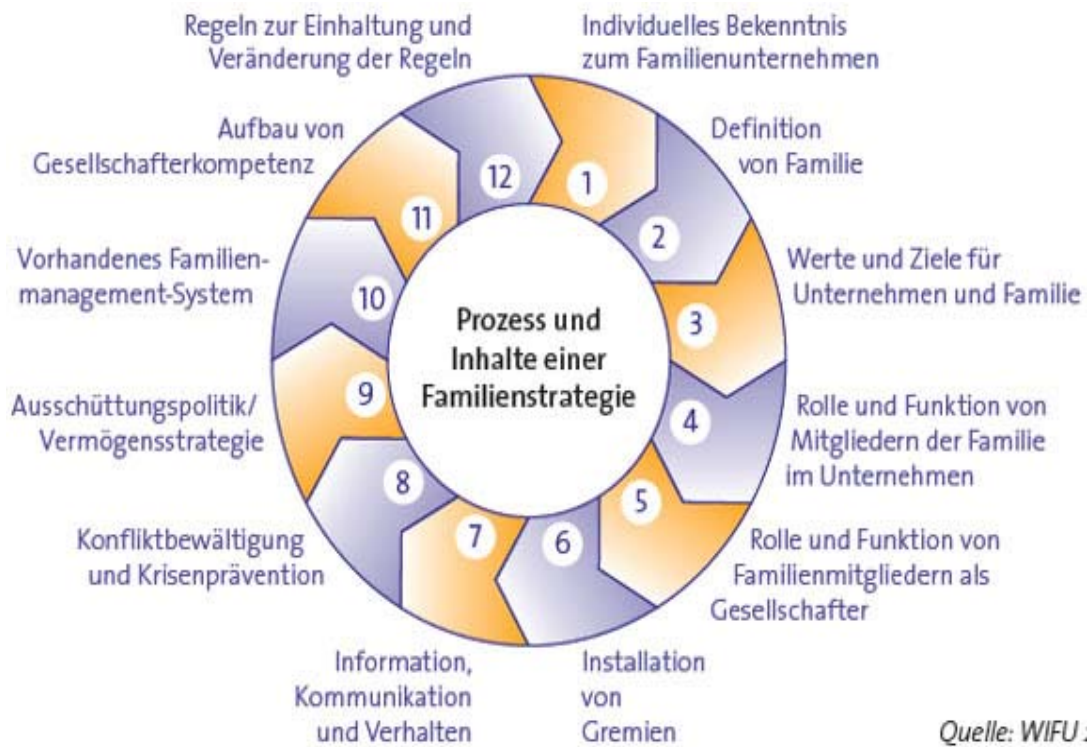 Prozess und
Inhalte einer
Familienstrategie
1
Individuelles Bekenntnis
zum Familienunternehmen
2
Definition
von Familie
3
Werte und Ziele für
Unternehmen und Familie
4
Rolle und Funktion von
Mitgliedern der Familie
im Unternehmen
5
Rolle und Funktion von
Familienmitgliedern als
Gesellschafter
6
Installation
von
Gremien
7
Information,
Kommunikation
und Verhalten
8
Konfliktbewältigung
und Krisenprävention
9
Ausschüttungspolitik/
Vermögensstrategie
10
Vorhandenes Familien-
management-System
11
Aufbau von
Gesellschafterkompetenz
12
Regeln zur Einhaltung und
Veränderung der Regeln
Quelle: WIFU